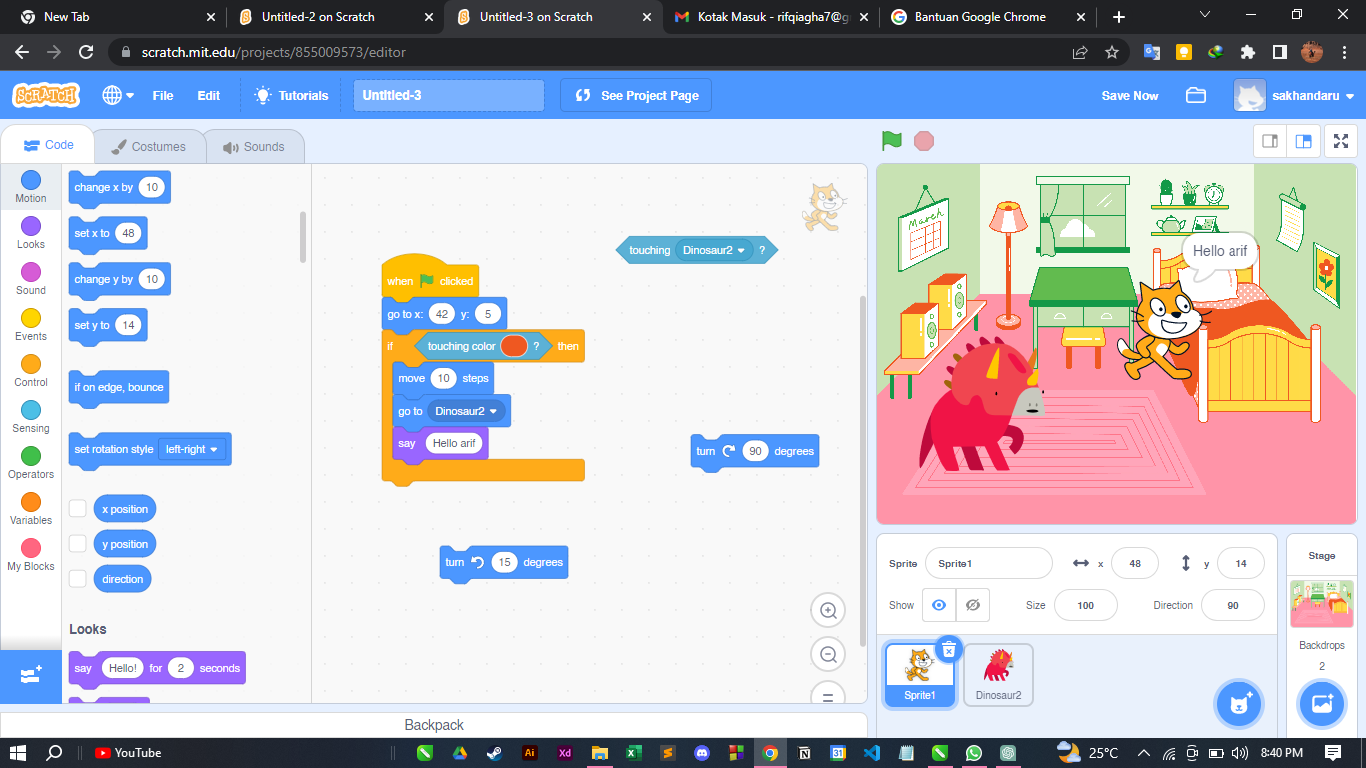 New Tab
Untitled-2 on Scratch
Untitled-3 on Scratch
Kotak Masuk - rifqiagha7@g
Bantuan Google Chrome
scratch.mit.edu/projects/855009573/editor
SCRATCH
File
Edit
Tutorials
Untitled-3
See Project Page
Save Now
sakhandaru
Code
Costumes
Sounds
Motion
Looks
Sound
Events
Control
Sensing
Operators
Variables
My Blocks
change x by 10
set x to 48
change y by 10
set y to 14
if on edge, bounce
set rotation style left-right
x position
y position
direction
Looks
say Hello! for 2 seconds
touching Dinosaur2 ?
when clicked
go to x: 42 y: 5
if touching color ? then
move 10 steps
go to Dinosaur2
say Hello arif
turn 90 degrees
turn 15 degrees
Backpack
March
Hello arif
Sprite Sprite1 x 48 y 14
Show Size 100 Direction 90
Sprite1
Dinosaur2
Stage
Backdrops
2
YouTube
Ai
Xd
31
25°C
8:40 PM